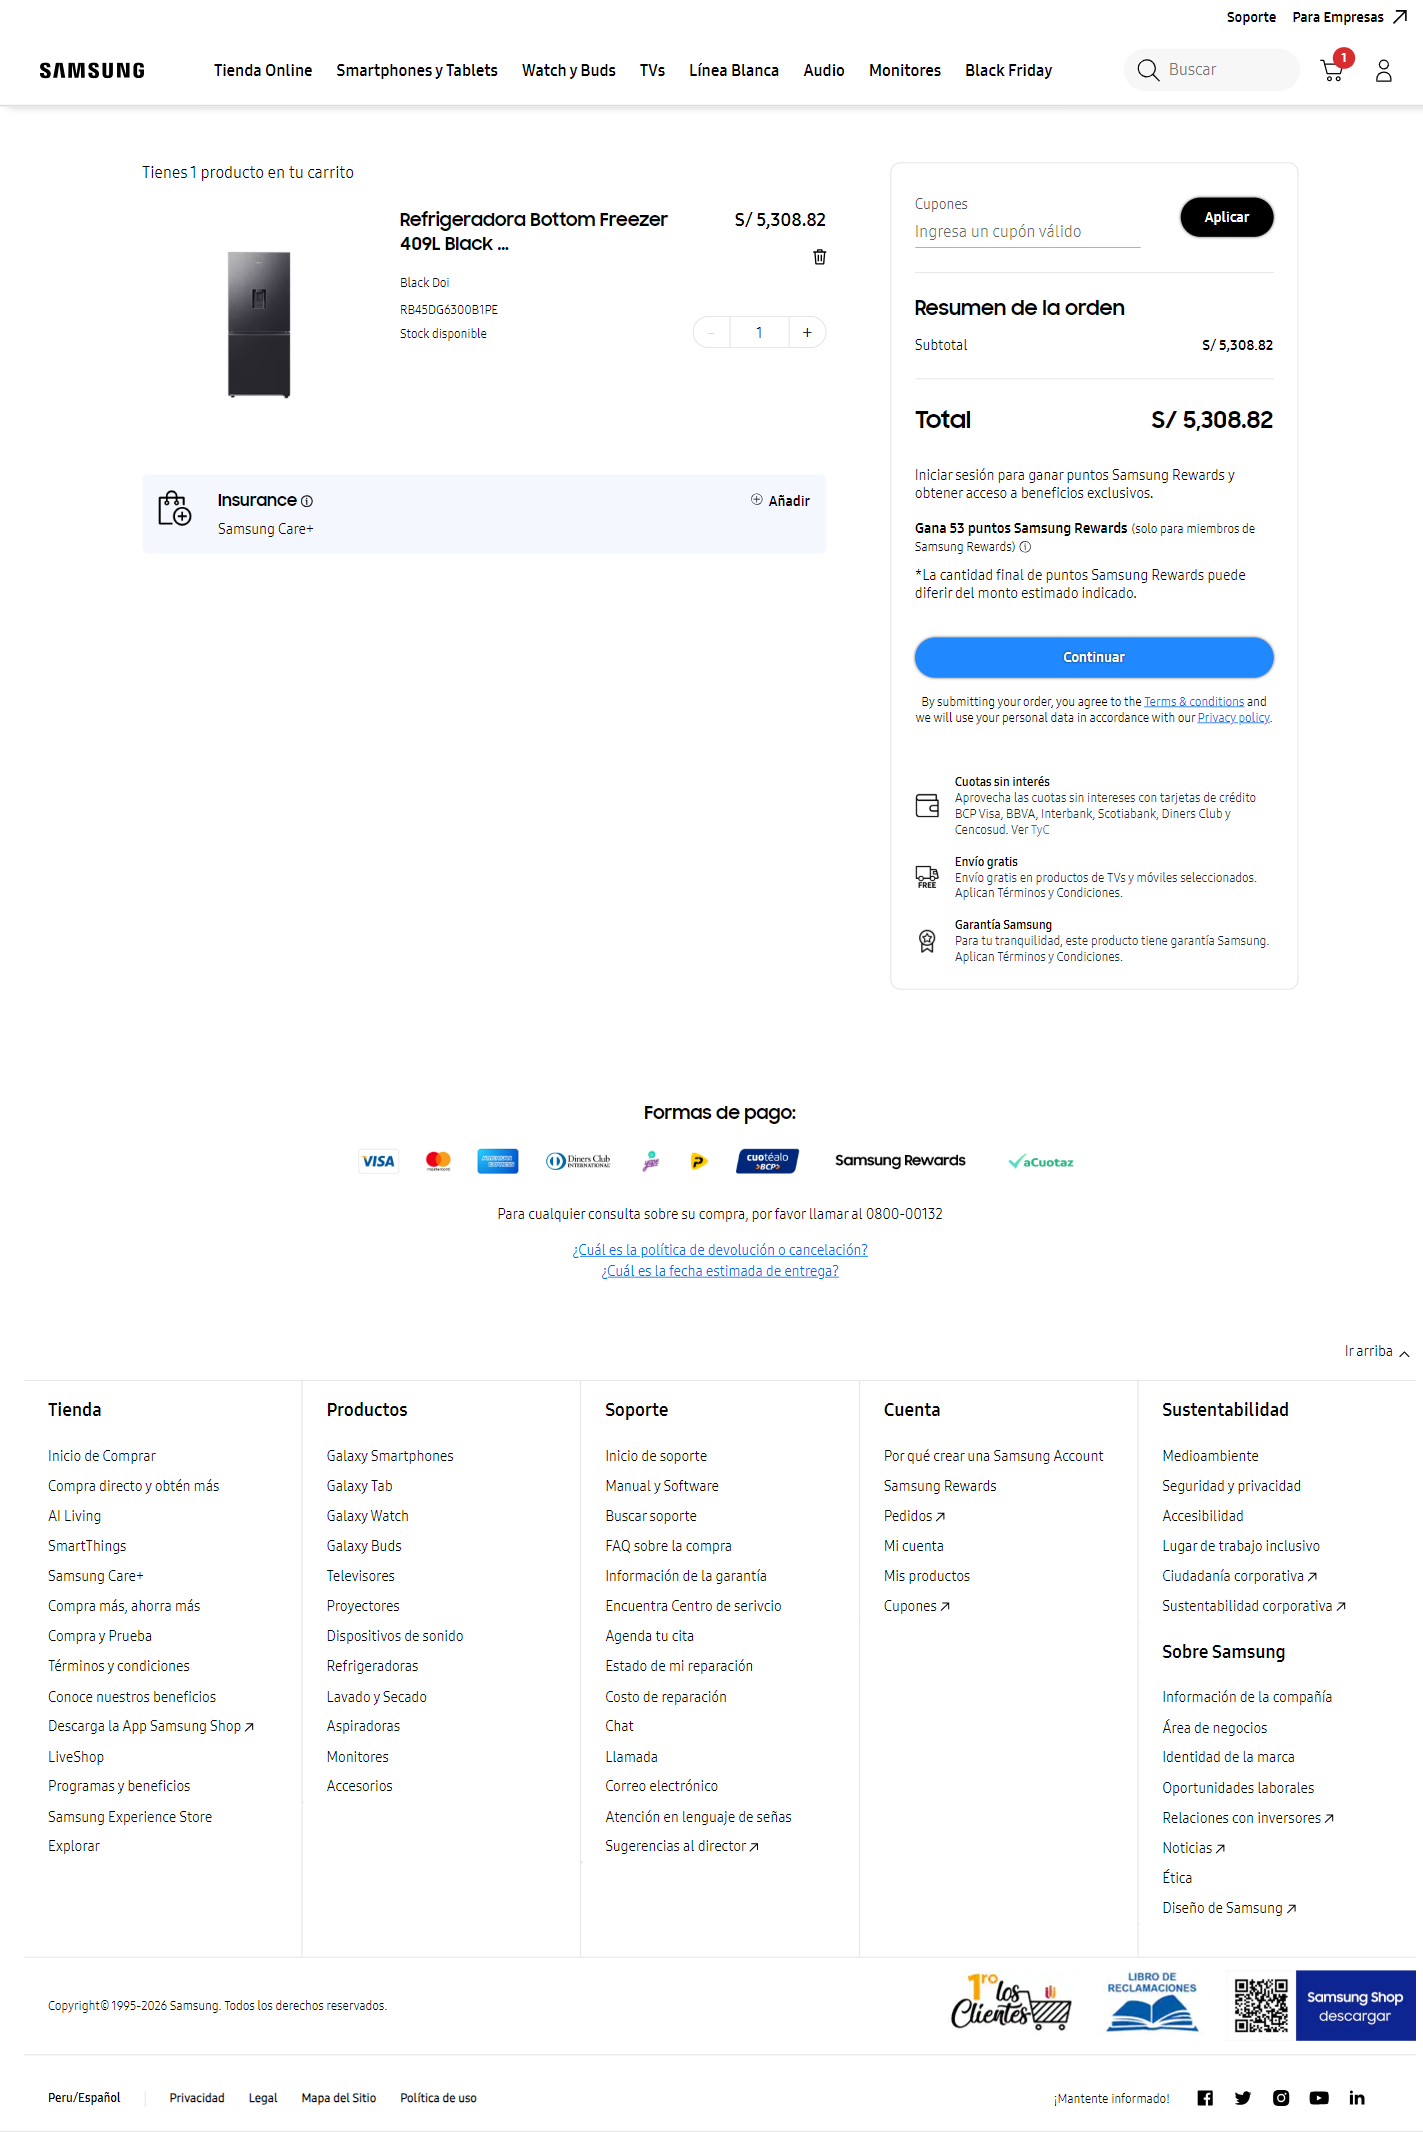 Soporte
Para Empresas
SAMSUNG
Tienda Online
Smartphones y Tablets
Watch y Buds
TVs
Línea Blanca
Audio
Monitores
Black Friday
Buscar
1
Tienes 1 producto en tu carrito
Refrigeradora Bottom Freezer
409L Black ...
S/ 5,308.82
Black Doi
RB45DG6300B1PE
Stock disponible
- 1 +
Insurance
Samsung Care+
Añadir
Cupones
Ingresa un cupón válido
Aplicar
Resumen de la orden
Subtotal
S/ 5,308.82
Total
S/ 5,308.82
Iniciar sesión para ganar puntos Samsung Rewards y
obtener acceso a beneficios exclusivos.
Gana 53 puntos Samsung Rewards (solo para miembros de
Samsung Rewards)
*La cantidad final de puntos Samsung Rewards puede
diferir del monto estimado indicado.
Continuar
By submitting your order, you agree to the Terms & conditions and
we will use your personal data in accordance with our Privacy policy.
Cuotas sin interés
Aprovecha las cuotas sin intereses con tarjetas de crédito
BCP Visa, BBVA, Interbank, Scotiabank, Diners Club y
Cencosud. Ver TyC
FREE
Envío gratis
Envío gratis en productos de TVs y móviles seleccionados.
Aplican Términos y Condiciones.
Garantía Samsung
Para tu tranquilidad, este producto tiene garantía Samsung.
Aplican Términos y Condiciones.
Formas de pago:
VISA
mastercard
AMERICAN EXPRESS
Diners Club
INTERNATIONAL
yape
P
cuotéalo
>BCP>
Samsung Rewards
aCuotaz
Para cualquier consulta sobre su compra, por favor llamar al 0800-00132
¿Cuál es la política de devolución o cancelación?
¿Cuál es la fecha estimada de entrega?
Ir arriba
Tienda
Inicio de Comprar
Compra directo y obtén más
AI Living
SmartThings
Samsung Care+
Compra más, ahorra más
Compra y Prueba
Términos y condiciones
Conoce nuestros beneficios
Descarga la App Samsung Shop
LiveShop
Programas y beneficios
Samsung Experience Store
Explorar
Productos
Galaxy Smartphones
Galaxy Tab
Galaxy Watch
Galaxy Buds
Televisores
Proyectores
Dispositivos de sonido
Refrigeradoras
Lavado y Secado
Aspiradoras
Monitores
Accesorios
Soporte
Inicio de soporte
Manual y Software
Buscar soporte
FAQ sobre la compra
Información de la garantía
Encuentra Centro de serivcio
Agenda tu cita
Estado de mi reparación
Costo de reparación
Chat
Llamada
Correo electrónico
Atención en lenguaje de señas
Sugerencias al director
Cuenta
Por qué crear una Samsung Account
Samsung Rewards
Pedidos
Mi cuenta
Mis productos
Cupones
Sustentabilidad
Medioambiente
Seguridad y privacidad
Accesibilidad
Lugar de trabajo inclusivo
Ciudadanía corporativa
Sustentabilidad corporativa
Sobre Samsung
Información de la compañía
Área de negocios
Identidad de la marca
Oportunidades laborales
Relaciones con inversores
Noticias
Ética
Diseño de Samsung
Copyright© 1995-2026 Samsung. Todos los derechos reservados.
1ro
los
Clientes
LIBRO DE
RECLAMACIONES
Samsung Shop
descargar
Peru/Español
Privacidad
Legal
Mapa del Sitio
Política de uso
¡Mantente informado!